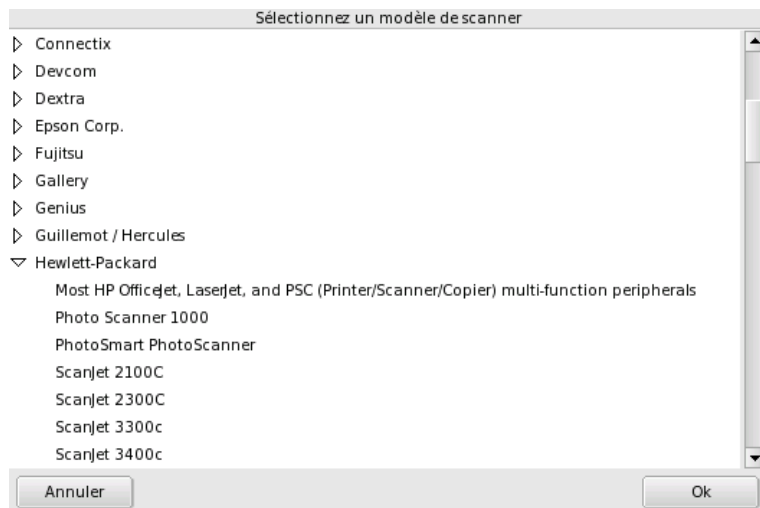 Sélectionnez un modèle de scanner
Connectix
Devcom
Dextra
Epson Corp.
Fujitsu
Gallery
Genius
Guillemot / Hercules
Hewlett-Packard
Most HP OfficeJet, LaserJet, and PSC (Printer/Scanner/Copier) multi-function peripherals
Photo Scanner 1000
PhotoSmart PhotoScanner
ScanJet 2100C
ScanJet 2300C
ScanJet 3300c
ScanJet 3400c
Annuler Ok